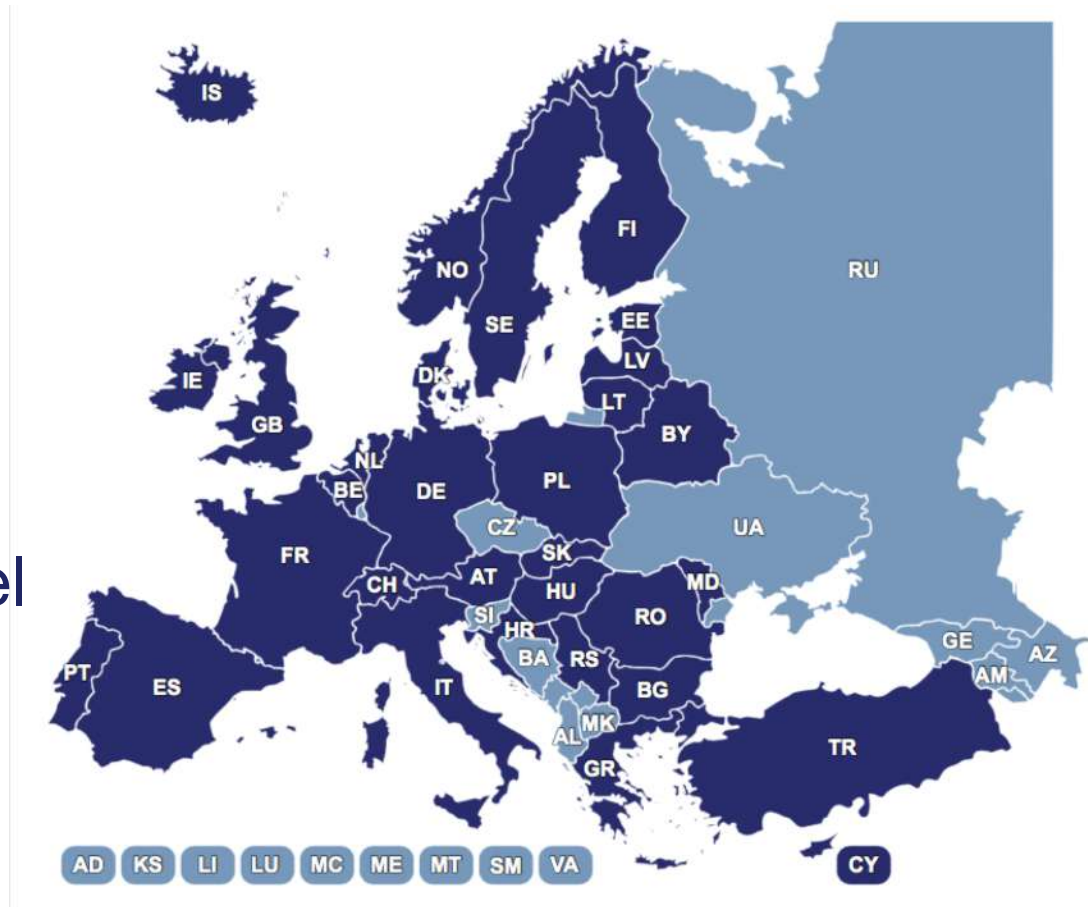 IS
FI
NO
RU
SE
EE
LV
DK
IE
LT
GB
BY
NL
BE
DE
PL
CZ
UA
FR
SK
el
CH
AT
HU
MD
SI
RO
HR
GE
BA
RS
AZ
PT
ES
IT
BG
AM
MK
AL
TR
GR
AD KS LI LU MC ME MT SM VA CY